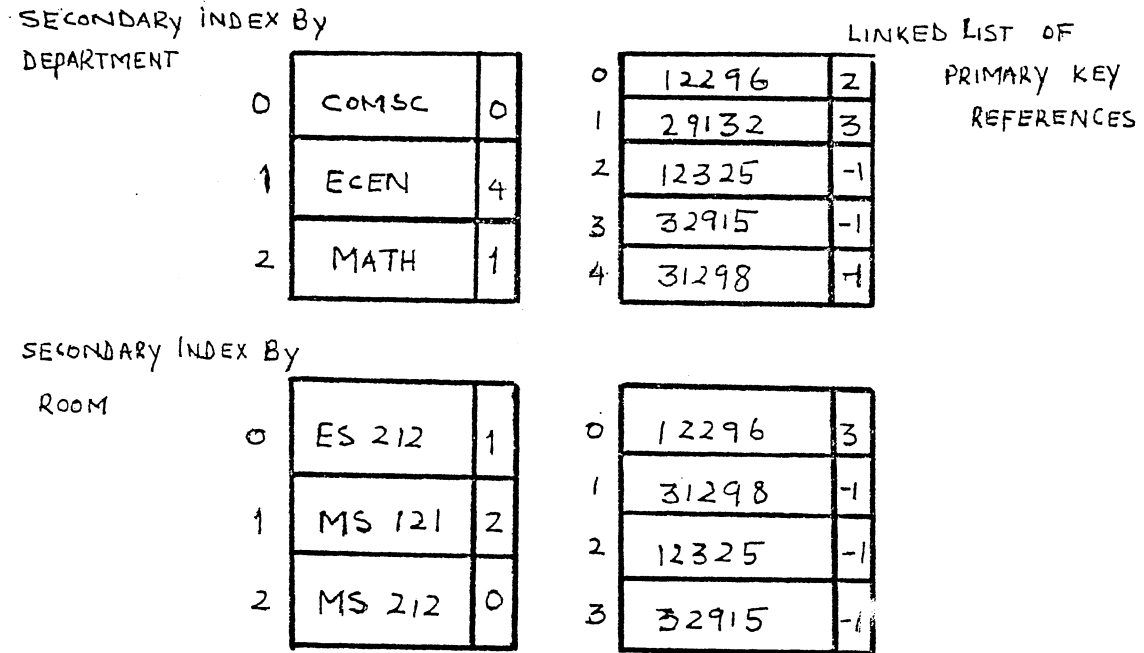 SECONDARY INDEX By
DEPARTMENT
LINKED LIST OF
PRIMARY KEY
REFERENCES
0 COMSC 0
1 ECEN 4
2 MATH 1
0 12296 2
1 29132 3
2 12325 -1
3 32915 -1
4 31298 -1
SECONDARY INDEX By
ROOM
0 ES 212 1
1 MS 121 2
2 MS 212 0
0 12296 3
1 31298 -1
2 12325 -1
3 32915 -1